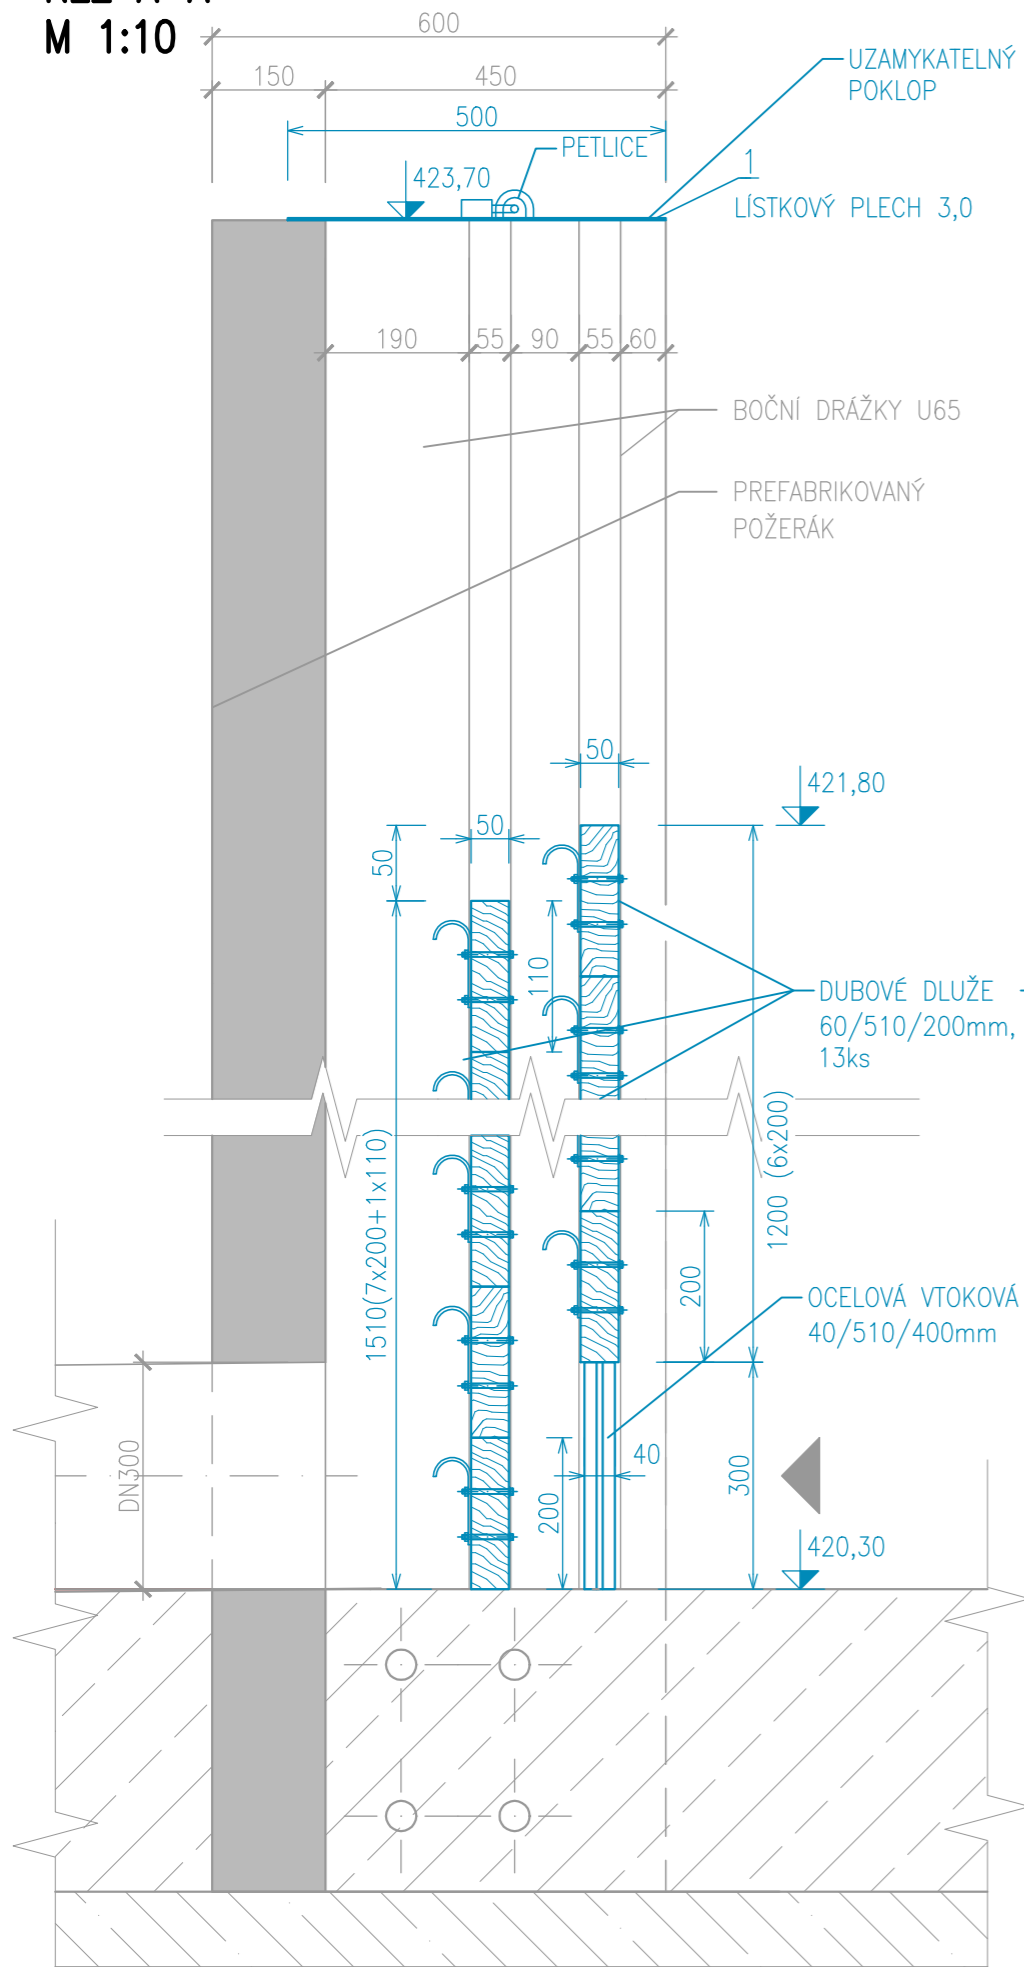 M 1:10
600
150
450
500
UZAMYKATELNÝ
POKLOP
PETLICE
1
423,70
LÍSTKOVÝ PLECH 3,0
190
55
90
55
60
BOČNÍ DRÁŽKY U65
PREFABRIKOVANÝ
POŽERÁK
50
421,80
50
50
110
DUBOVÉ DLUŽE
60/510/200mm,
13ks
1510(7x200+1x110)
1200 (6x200)
200
OCELOVÁ VTOKOVÁ
40/510/400mm
DN300
200
40
300
420,30